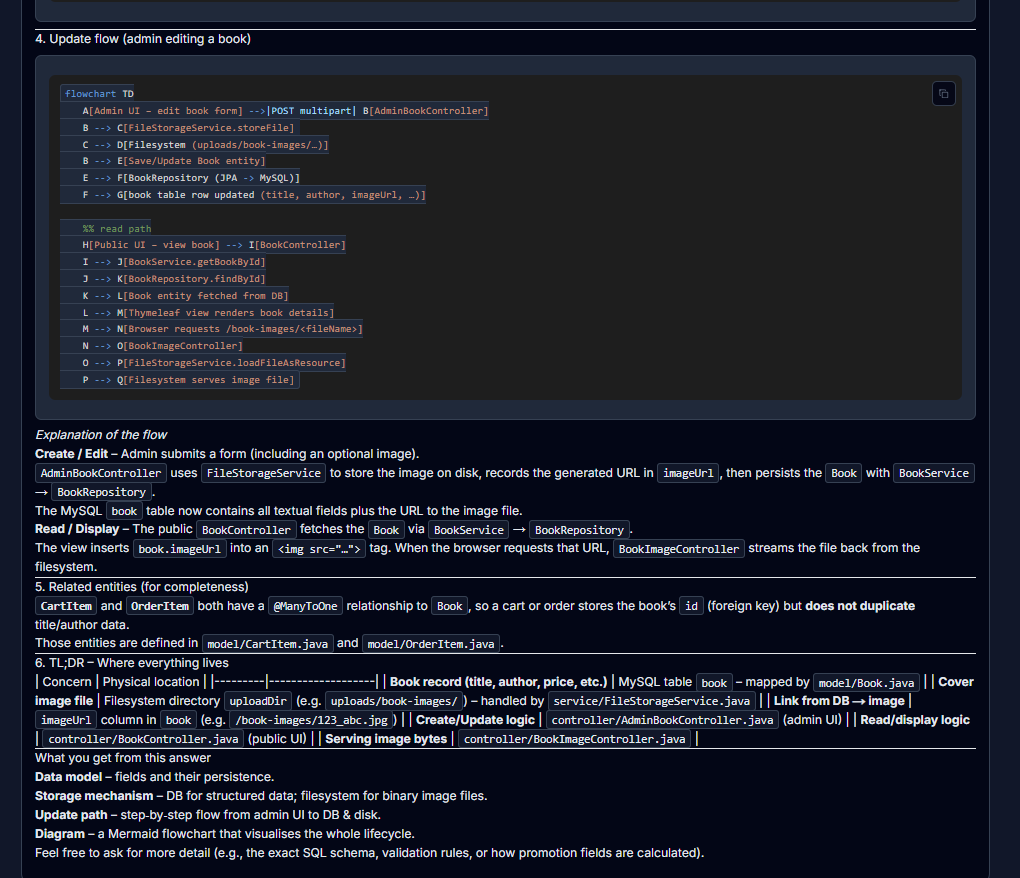 4. Update flow (admin editing a book)
flowchart TD
A[Admin UI – edit book form] -->|POST multipart| B[AdminBookController]
B --> C[FileStorageService.storeFile]
C --> D[Filesystem (uploads/book-images/…)]
B --> E[Save/Update Book entity]
E --> F[BookRepository (JPA -> MySQL)]
F --> G[book table row updated (title, author, imageUrl, …)]
%% read path
H[Public UI – view book] --> I[BookController]
I --> J[BookService.getBookById]
J --> K[BookRepository.findById]
K --> L[Book entity fetched from DB]
L --> M[Thymeleaf view renders book details]
M --> N[Browser requests /book-images/<fileName>]
N --> O[BookImageController]
O --> P[FileStorageService.loadFileAsResource]
P --> Q[Filesystem serves image file]
Explanation of the flow
Create / Edit – Admin submits a form (including an optional image).
AdminBookController uses FileStorageService to store the image on disk, records the generated URL in imageUrl, then persists the Book with BookService
→ BookRepository.
The MySQL book table now contains all textual fields plus the URL to the image file.
Read / Display – The public BookController fetches the Book via BookService → BookRepository.
The view inserts book.imageUrl into an <img src="…"> tag. When the browser requests that URL, BookImageController streams the file back from the
filesystem.
5. Related entities (for completeness)
CartItem and OrderItem both have a @ManyToOne relationship to Book, so a cart or order stores the book's id (foreign key) but does not duplicate
title/author data.
Those entities are defined in model/CartItem.java and model/OrderItem.java.
6. TL;DR – Where everything lives
| Concern | Physical location | |---------|-------------------| | Book record (title, author, price, etc.) | MySQL table book – mapped by model/Book.java | | Cover
image file | Filesystem directory uploadDir (e.g. uploads/book-images/) – handled by service/FileStorageService.java | | Link from DB → image |
imageUrl column in book (e.g. /book-images/123_abc.jpg) | | Create/Update logic | controller/AdminBookController.java (admin UI) | | Read/display logic
| controller/BookController.java (public UI) | | Serving image bytes | controller/BookImageController.java |
What you get from this answer
Data model – fields and their persistence.
Storage mechanism – DB for structured data; filesystem for binary image files.
Update path – step‑by‑step flow from admin UI to DB & disk.
Diagram – a Mermaid flowchart that visualises the whole lifecycle.
Feel free to ask for more detail (e.g., the exact SQL schema, validation rules, or how promotion fields are calculated).